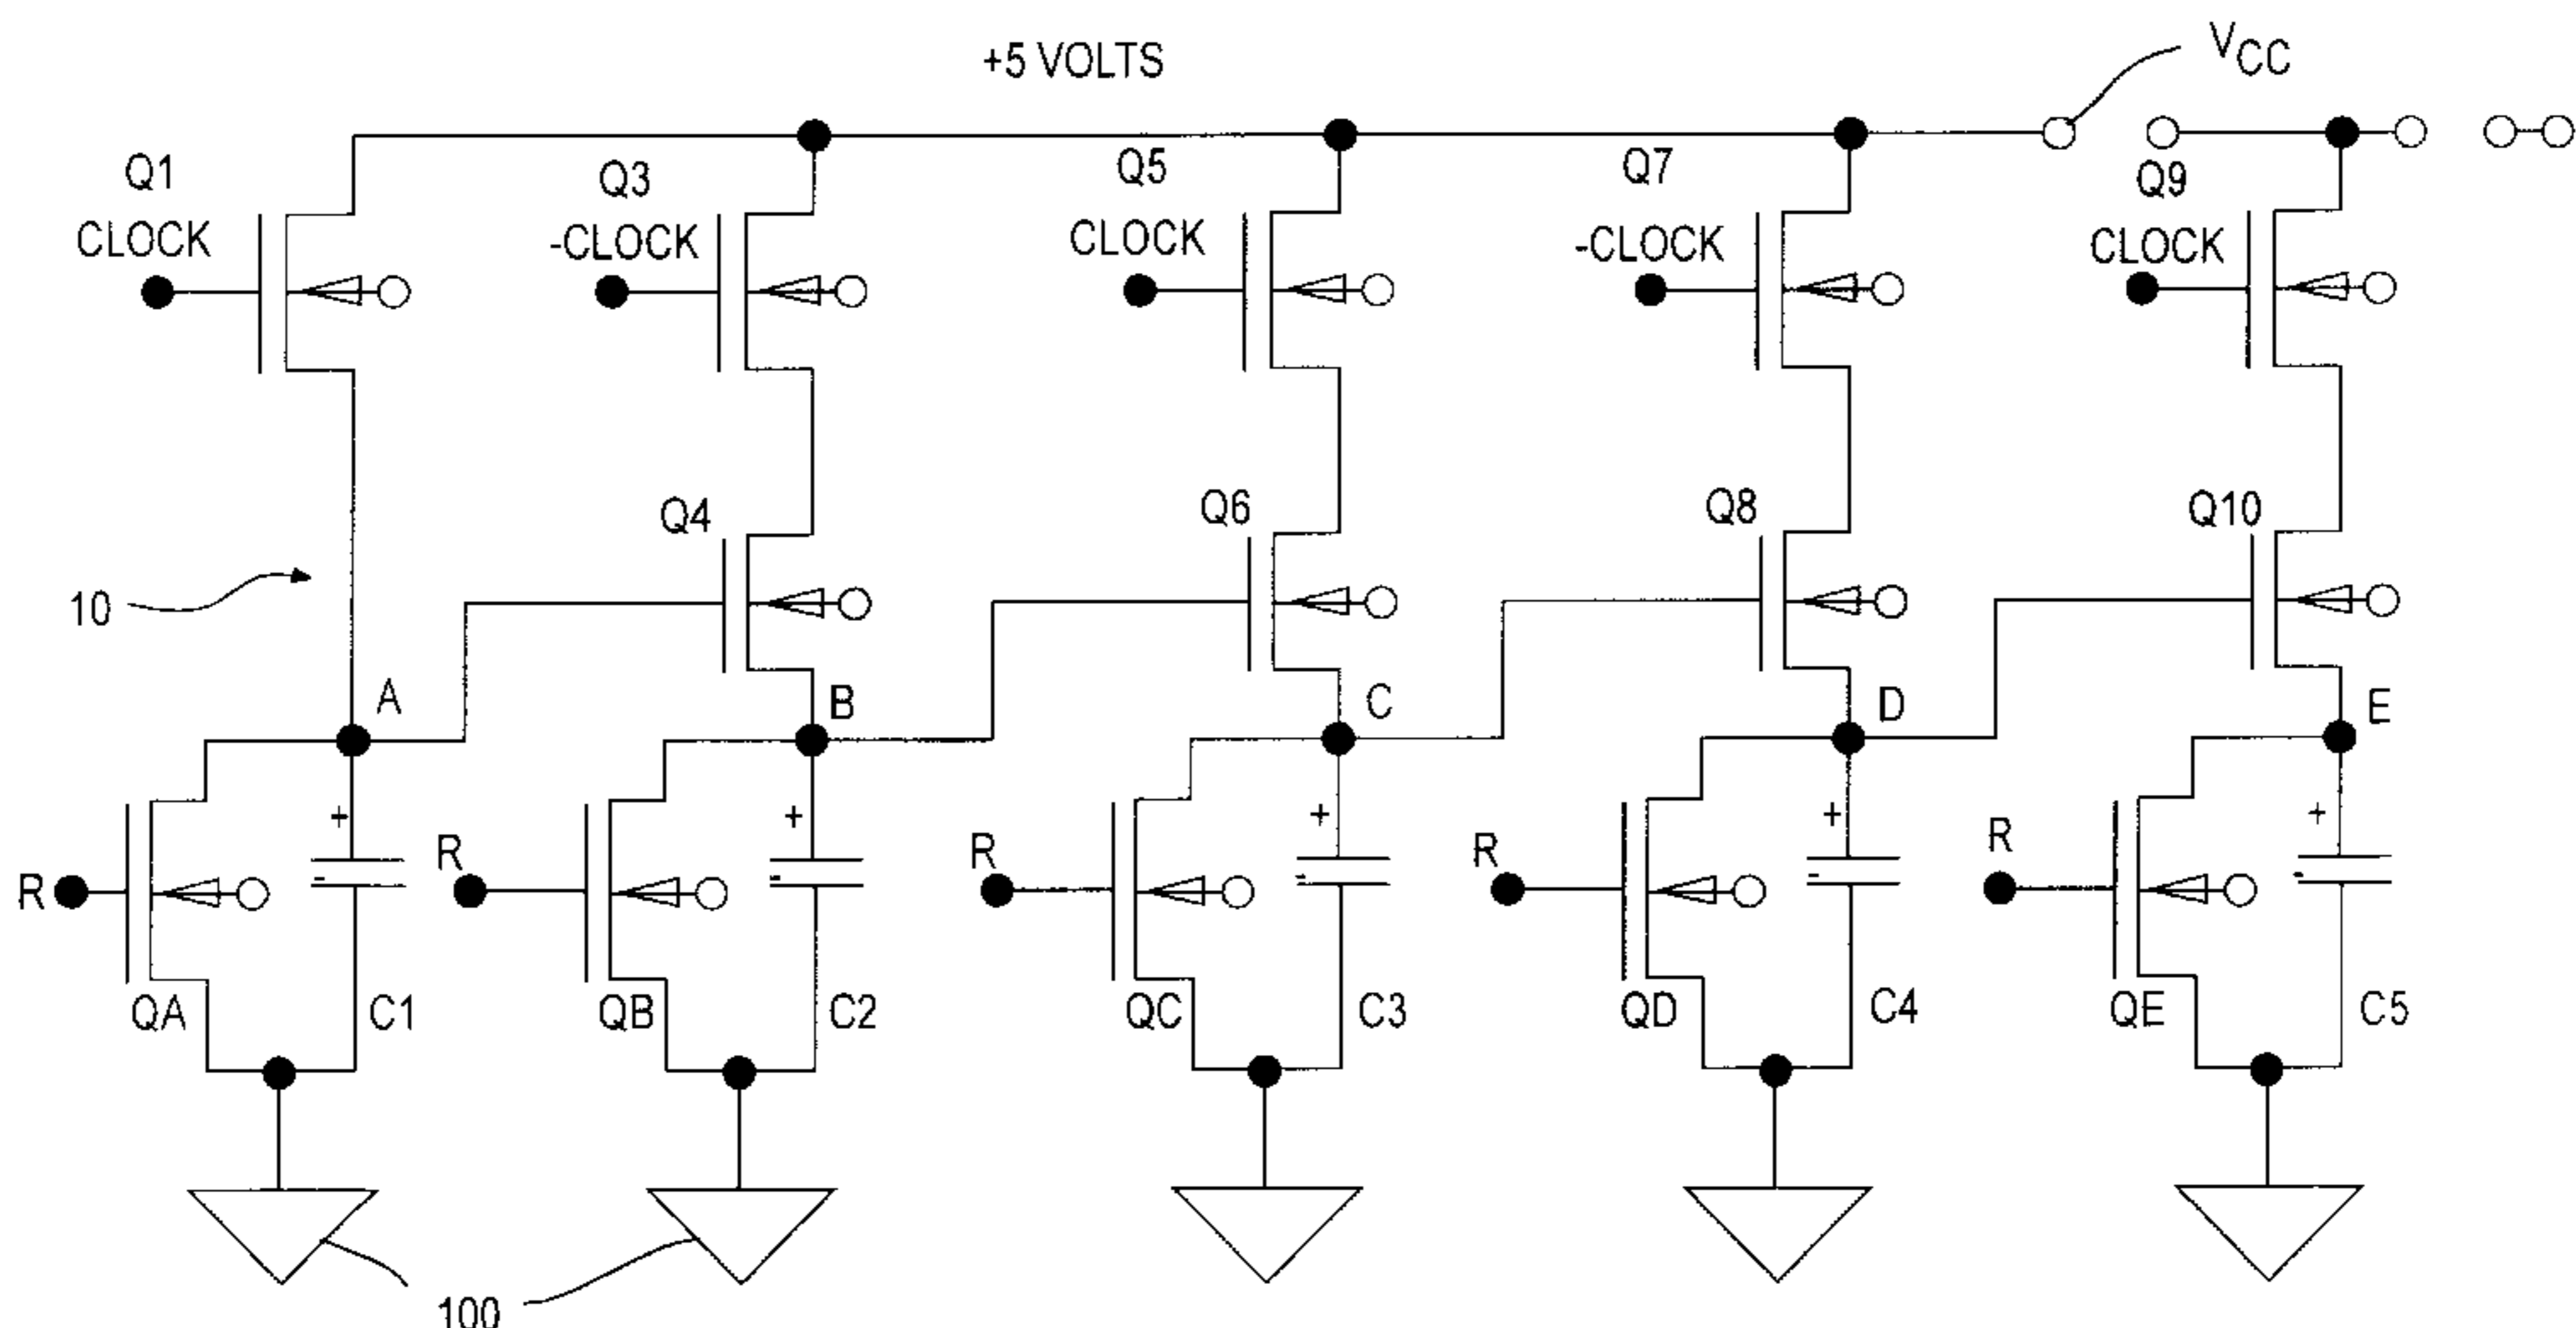 +5 VOLTS
VCC
Q1
Q3
Q5
Q7
Q9
CLOCK
-CLOCK
CLOCK
-CLOCK
CLOCK
Q4
Q6
Q8
Q10
10
A
B
C
D
E
+
+
+
+
+
R
R
R
R
R
-
-
-
-
-
QA
C1
QB
C2
QC
C3
QD
C4
QE
C5
100